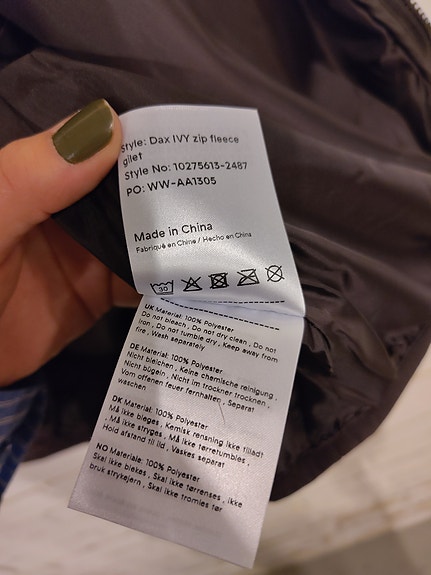 Style: Dax IVY zip fleece
gilet
Style No: 10275613-2487
PO: WW-AA1305
Made in China
Fabriqué en Chine / Hecho en China
30
UK Material: 100% Polyester
Do not bleach , Do not dry clean , Do not
Iron , Do not tumble dry , Keep away from
fire , Wash separately
DE Material: 100% Polyester
Nicht bleichen , Keine chemische reinigung ,
Nicht bügeln , Nicht im trockner trocknen ,
Vom offenen feuer fernhalten , Separat
waschen
DK Material: 100% Polyester
Må ikke bleges , Kemisk rensning ikke tilladt
, Må ikke stryges , Må ikke tørretumbles ,
Hold afstand til ild , Vaskes separat
NO Materiale: 100% Polyester
Skal ikke blekes , Skal ikke tørrenses , Ikke
bruk strykejern , Skal ikke tromles tør